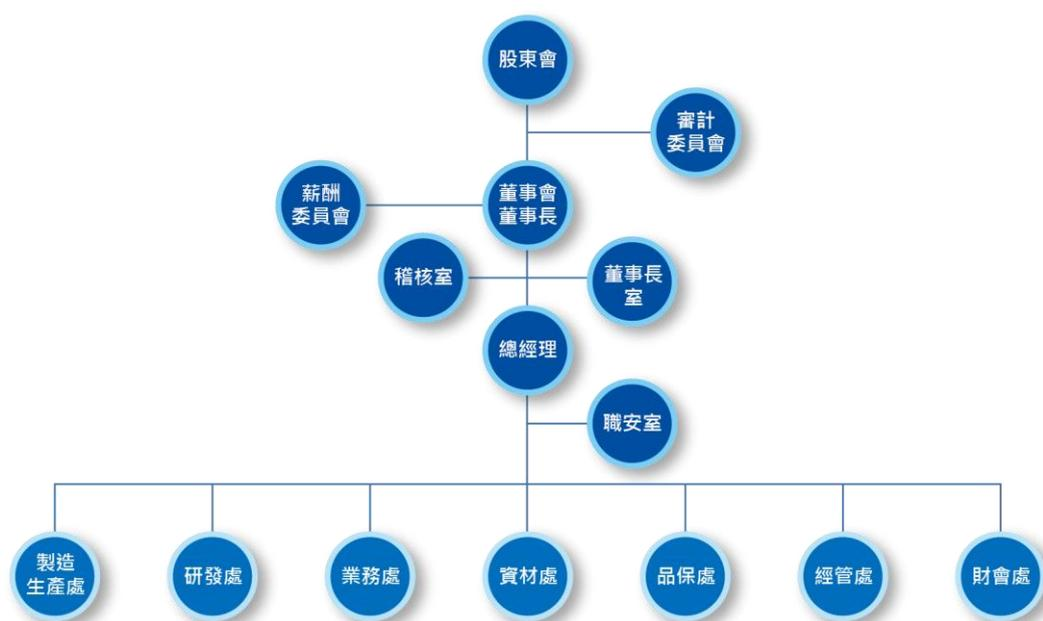 股東會
審計
委員會
薪酬
委員會
董事會
董事長
稽核室
董事長
室
總經理
職安室
製造
生產處
研發處
業務處
資材處
品保處
經管處
財會處